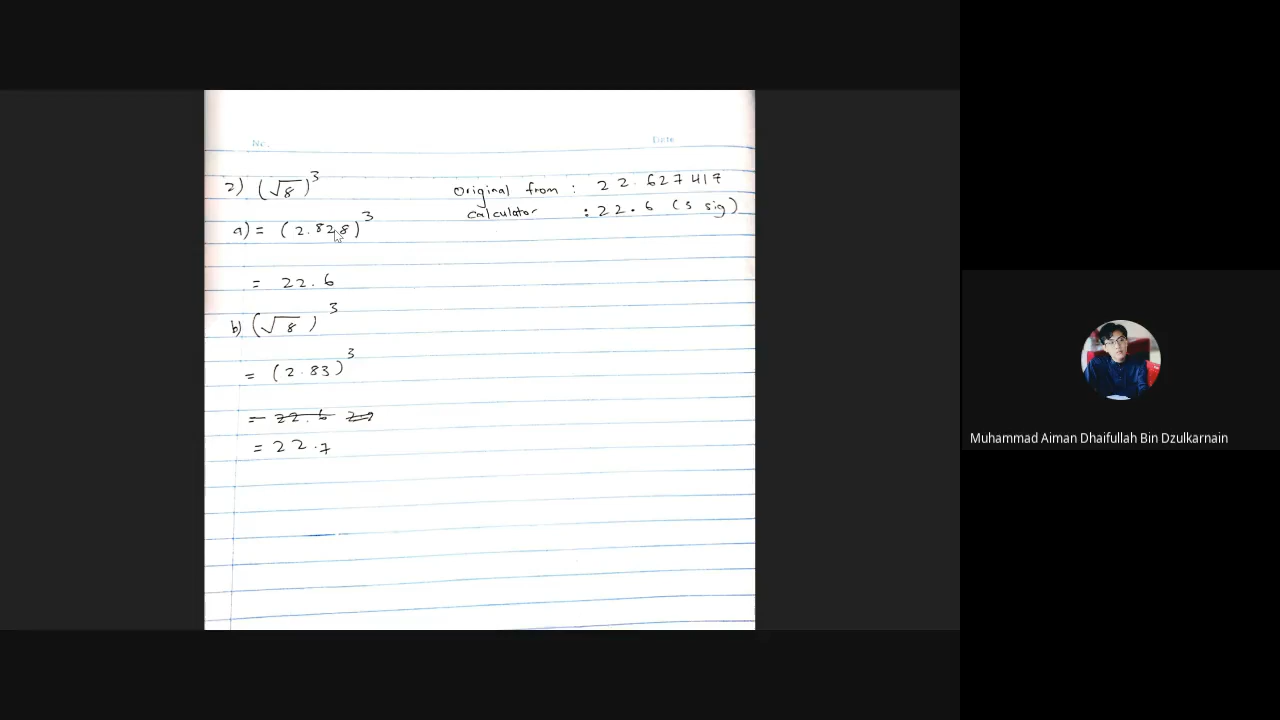 No.
Date
2) (√8)³
Original from : 22.627417
calculator : 22.6 (3 sig)
a) = (2.828)³
= 22.6
b) (√8)³
= (2.83)³
= 22.6
= 22.7
Muhammad Aiman Dhaifullah Bin Dzulkarnain